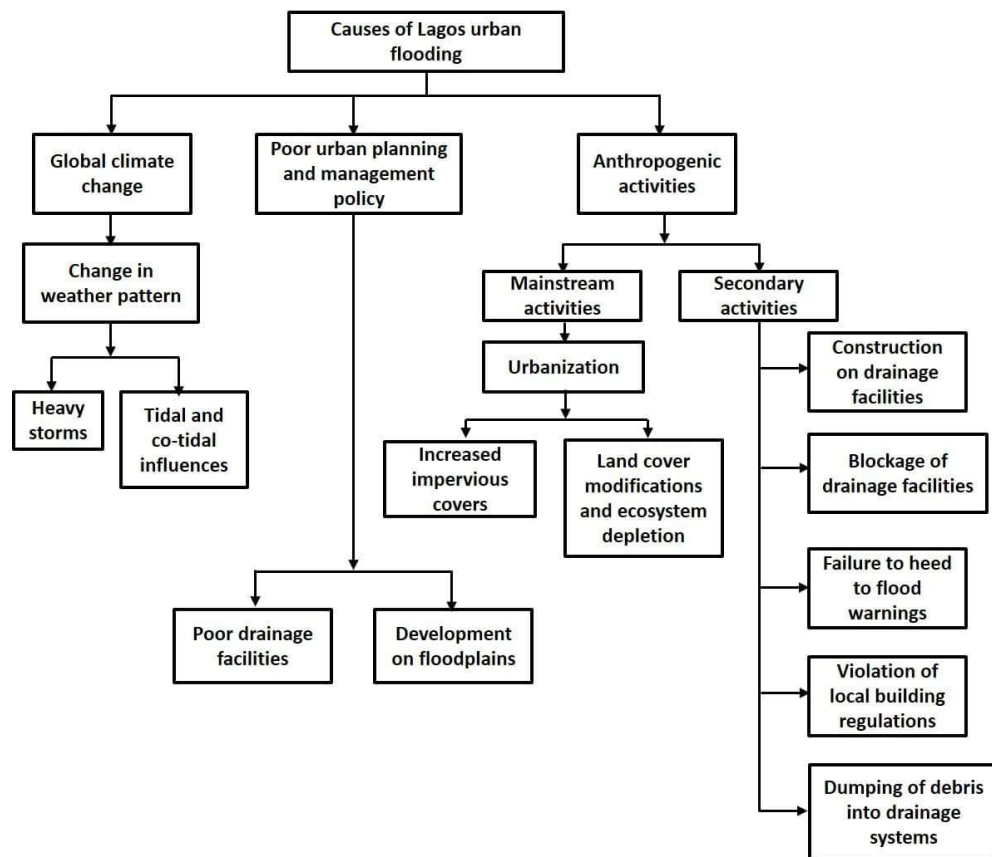 Causes of Lagos urban
flooding
Global climate
change
Poor urban planning
and management
policy
Anthropogenic
activities
Change in
weather pattern
Mainstream
activities
Secondary
activities
Heavy
storms
Tidal and
co-tidal
influences
Urbanization
Increased
impervious
covers
Land cover
modifications
and ecosystem
depletion
Poor drainage
facilities
Development
on floodplains
Construction
on drainage
facilities
Blockage of
drainage facilities
Failure to heed
to flood
warnings
Violation of
local building
regulations
Dumping of debris
into drainage
systems